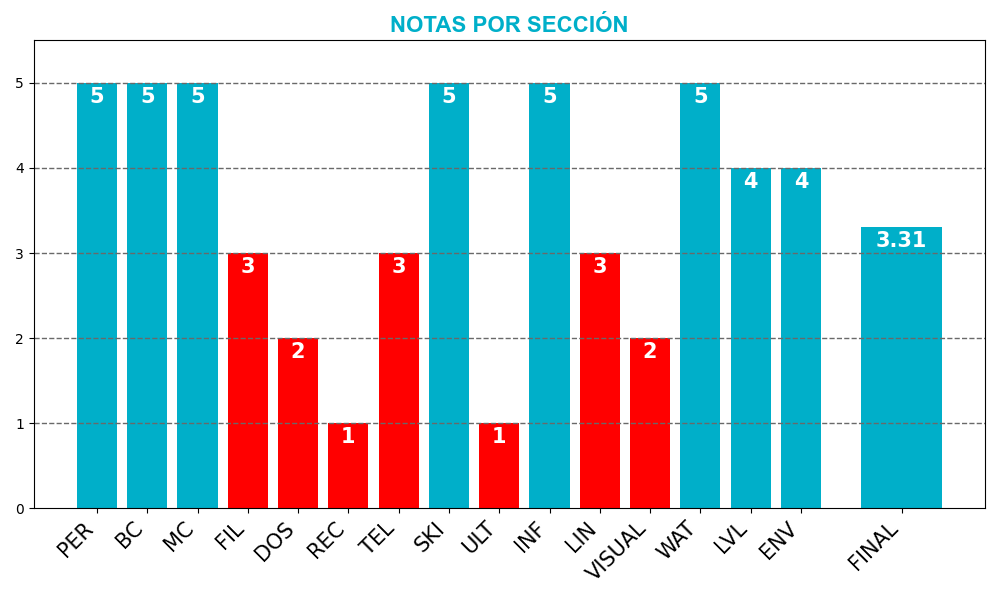 NOTAS POR SECCIÓN
5
4
3
2
1
0
5
5
5
3
2
1
3
5
1
5
3
2
5
4
4
3.31
PER
BC
MC
FIL
DOS
REC
TEL
SKI
ULT
INF
LIN
VISUAL
WAT
LVL
ENV
FINAL